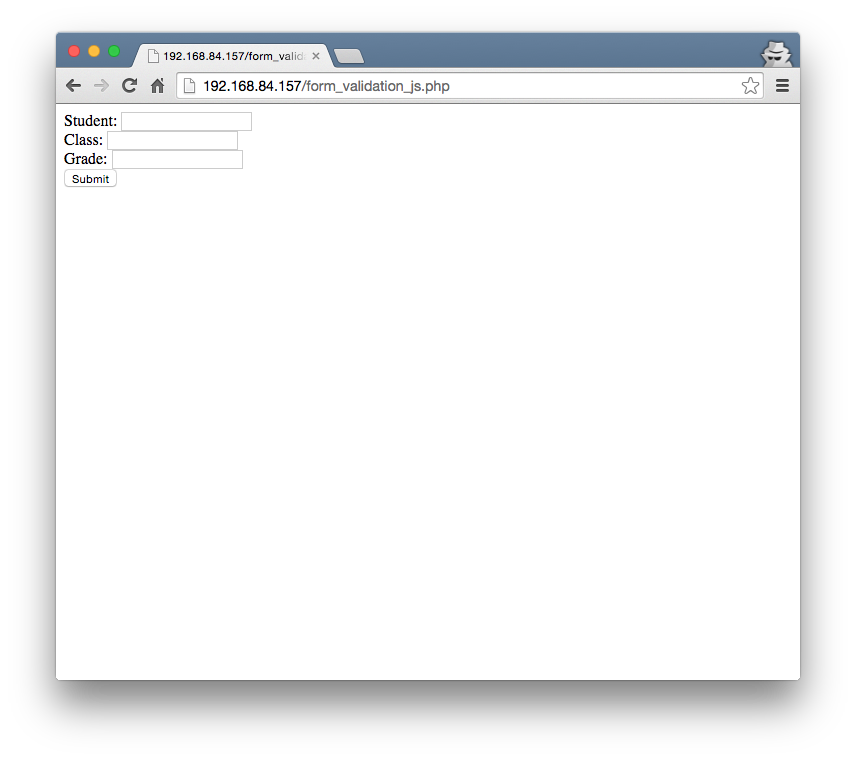 192.168.84.157/form_valid
192.168.84.157/form_validation_js.php
Student:
Class:
Grade:
Submit